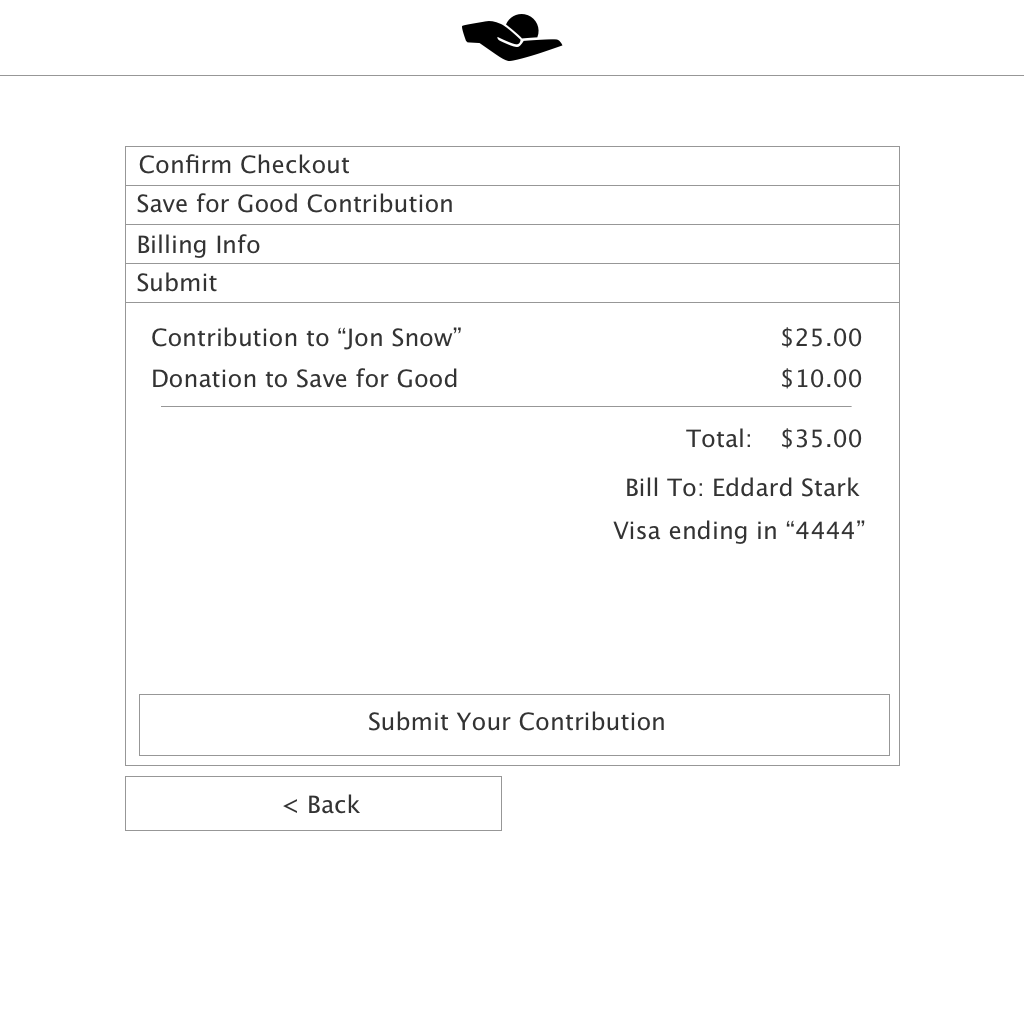 Confirm Checkout
Save for Good Contribution
Billing Info
Submit
Contribution to “Jon Snow” $25.00
Donation to Save for Good $10.00
Total: $35.00
Bill To: Eddard Stark
Visa ending in “4444”
Submit Your Contribution
< Back